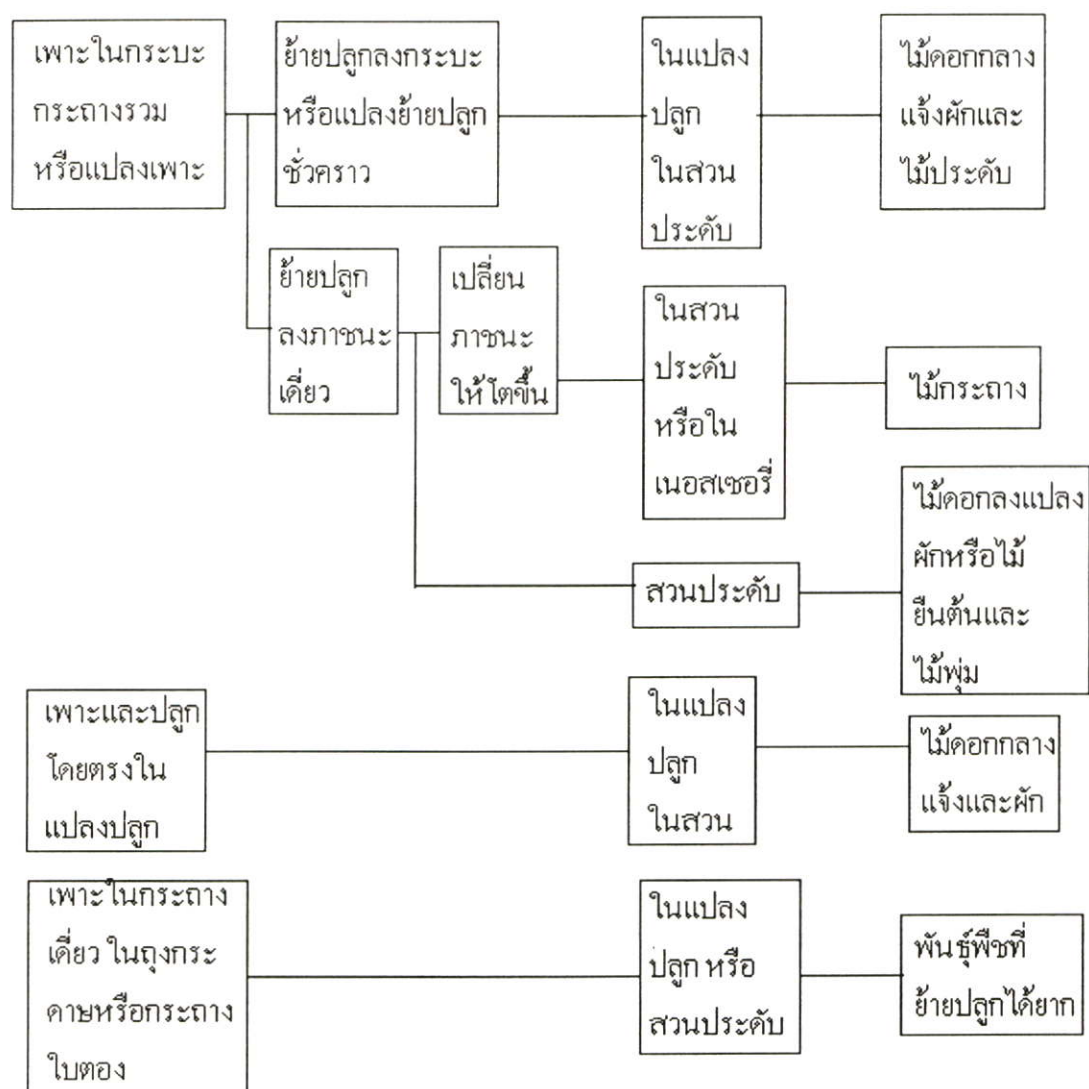 เพาะในกระบะ
กระถางรวม
หรือแปลงเพาะ
ย้ายปลูกลงกระบะ
หรือแปลงย้ายปลูก
ชั่วคราว
ในแปลง
ปลูก
ในสวน
ประดับ
ไม้ดอกกลาง
แจ้งผักและ
ไม้ประดับ
ย้ายปลูก
ลงภาชนะ
เดี่ยว
เปลี่ยน
ภาชนะ
ให้โตขึ้น
ในสวน
ประดับ
หรือใน
เนอสเซอรี่
ไม้กระถาง
สวนประดับ
ไม้ดอกลงแปลง
ผักหรือไม้
ยืนต้นและ
ไม้พุ่ม
เพาะและปลูก
โดยตรงใน
แปลงปลูก
ในแปลง
ปลูก
ในสวน
ไม้ดอกกลาง
แจ้งและผัก
เพาะในกระถาง
เดี่ยว ในถุงกระ
ดาษหรือกระถาง
ใบตอง
ในแปลง
ปลูก หรือ
สวนประดับ
พันธุ์พืชที่
ย้ายปลูกได้ยาก